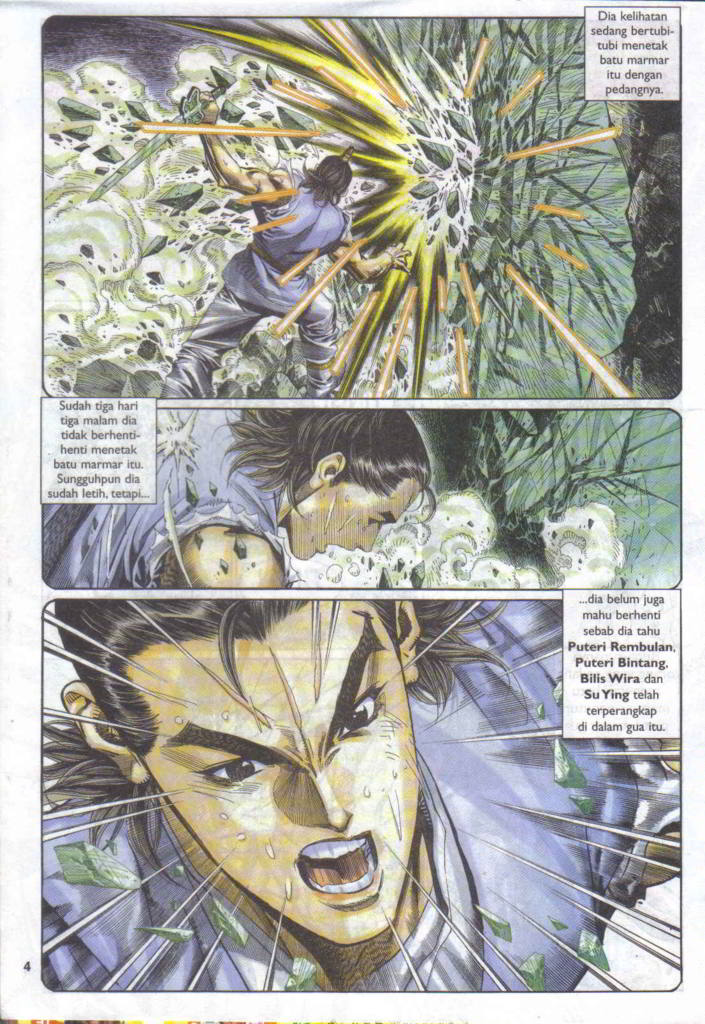 Dia kelihatan
sedang bertubi-
tubi menetak
batu marmar
itu dengan
pedangnya.
Sudah tiga hari
tiga malam dia
tidak berhenti-
henti menetak
batu marmar itu.
Sungguhpun dia
sudah letih, tetapi...
...dia belum juga
mahu berhenti
sebab dia tahu
Puteri Rembulan,
Puteri Bintang,
Bilis Wira dan
Su Ying telah
terperangkap
di dalam gua itu.
4